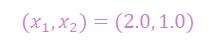 (x₁, x₂) = (2.0, 1.0)